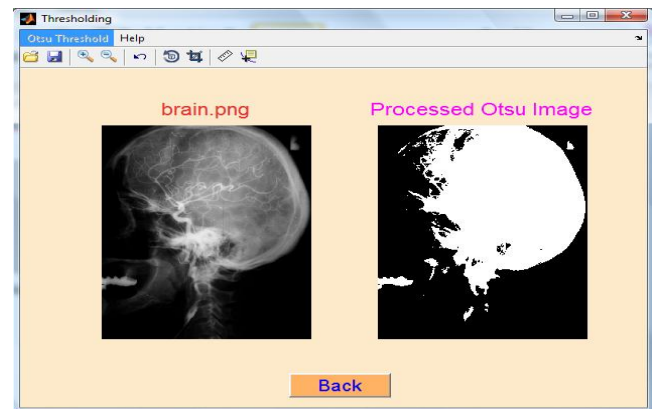 Thresholding
Otsu Threshold Help
brain.png Processed Otsu Image
Back